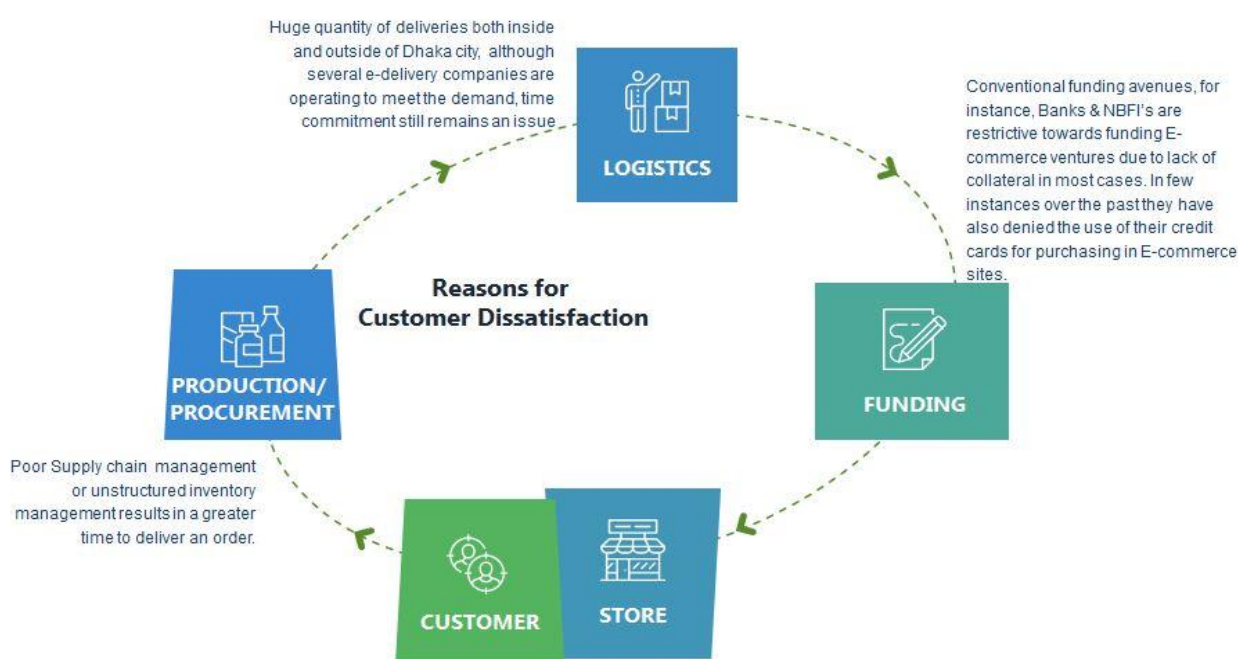 Huge quantity of deliveries both inside
and outside of Dhaka city, although
several e-delivery companies are
operating to meet the demand, time
commitment still remains an issue
LOGISTICS
Conventional funding avenues, for
instance, Banks & NBFI's are
restrictive towards funding E-
commerce ventures due to lack of
collateral in most cases. In few
instances over the past they have
also denied the use of their credit
cards for purchasing in E-commerce
sites.
Reasons for
Customer Dissatisfaction
PRODUCTION/
PROCUREMENT
FUNDING
Poor Supply chain management
or unstructured inventory
management results in a greater
time to deliver an order.
CUSTOMER
STORE